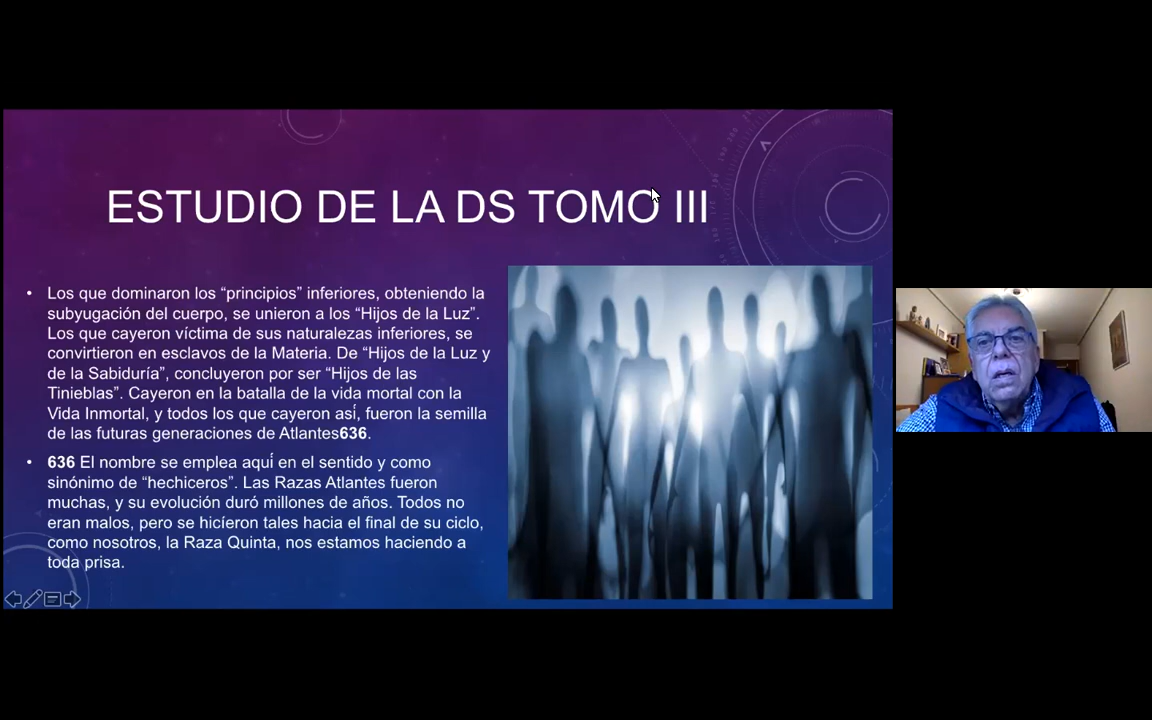 ESTUDIO DE LA DS TOMO III
• Los que dominaron los “principios” inferiores, obteniendo la
subyugación del cuerpo, se unieron a los “Hijos de la Luz”.
Los que cayeron víctima de sus naturalezas inferiores, se
convirtieron en esclavos de la Materia. De “Hijos de la Luz y
de la Sabiduría”, concluyeron por ser “Hijos de las
Tinieblas”. Cayeron en la batalla de la vida mortal con la
Vida Inmortal, y todos los que cayeron así, fueron la semilla
de las futuras generaciones de Atlantes636.
• 636 El nombre se emplea aquí en el sentido y como
sinónimo de “hechiceros”. Las Razas Atlantes fueron
muchas, y su evolución duró millones de años. Todos no
eran malos, pero se hicíeron tales hacia el final de su ciclo,
como nosotros, la Raza Quinta, nos estamos haciendo a
toda prisa.